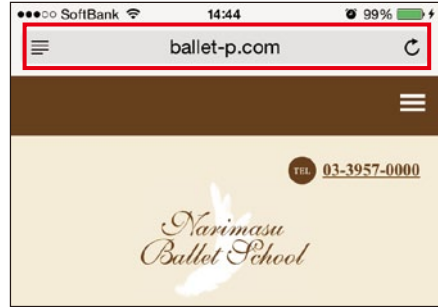 SoftBank 14:44 99%
ballet-p.com
TEL 03-3957-0000
Narimasu
Ballet School